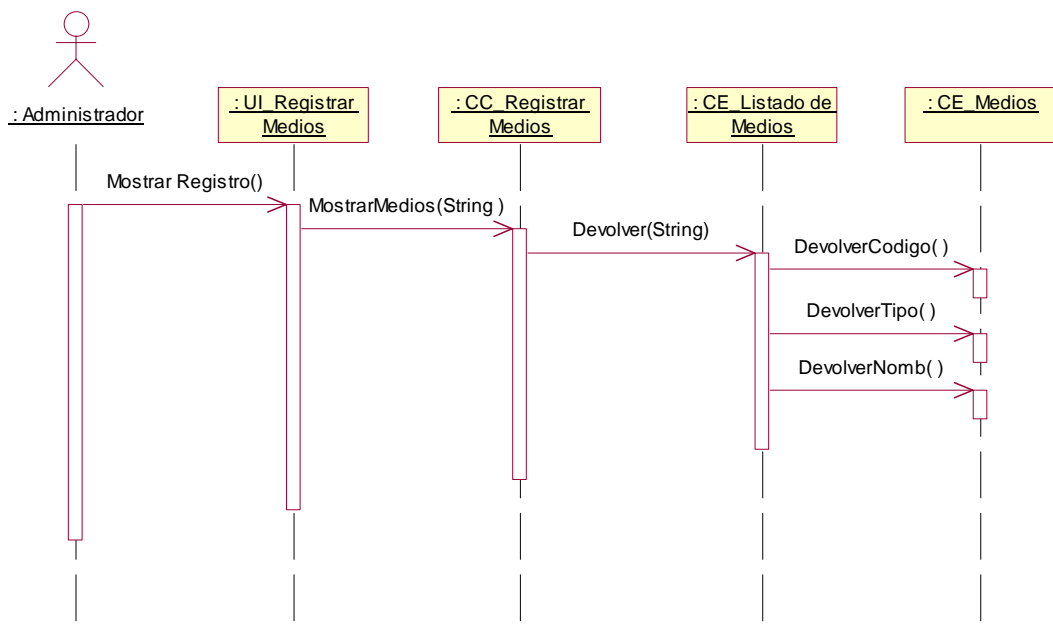 : Administrador
: UI_Registrar
Medios
: CC_Registrar
Medios
: CE_Listado de
Medios
: CE_Medios
Mostrar Registro()
MostrarMedios(String )
Devolver(String)
DevolverCodigo( )
DevolverTipo( )
DevolverNomb( )